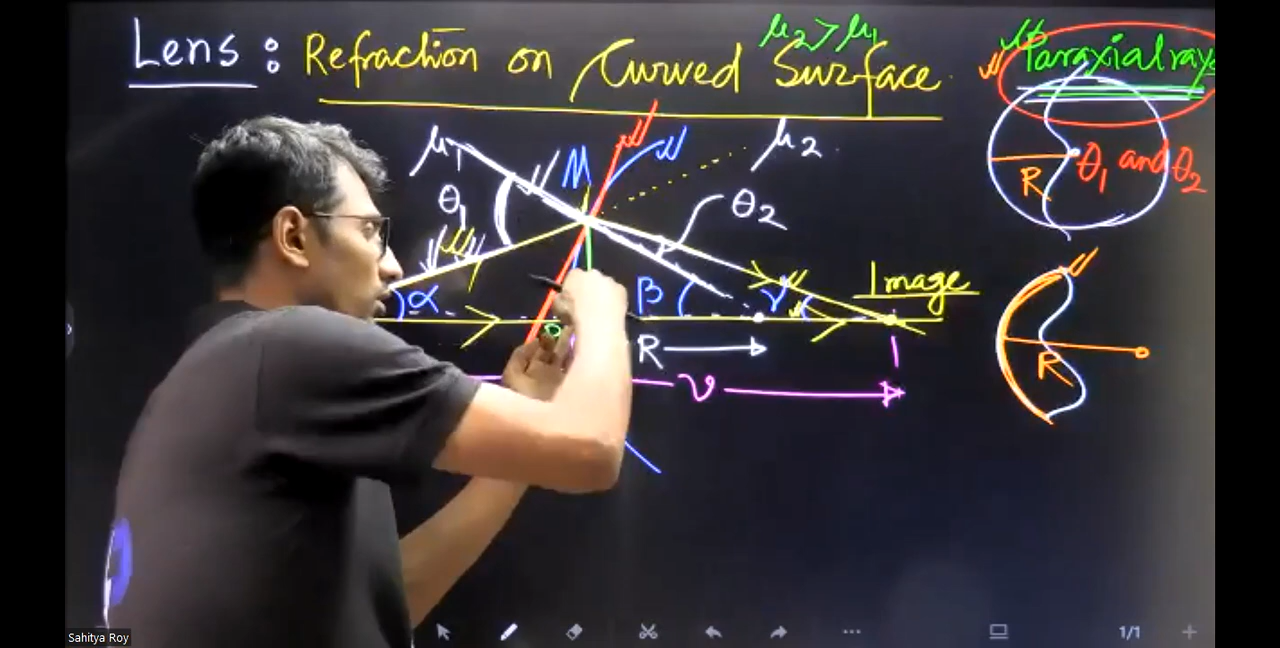 Lens : Refraction on Curved Surface
μ2 > μ1
Paraxial rays
μ1
M
μ2
θ1
θ2
θ1 and θ2
R
α
β
γ
Image
R
R
v
Sahitya Roy
1/1